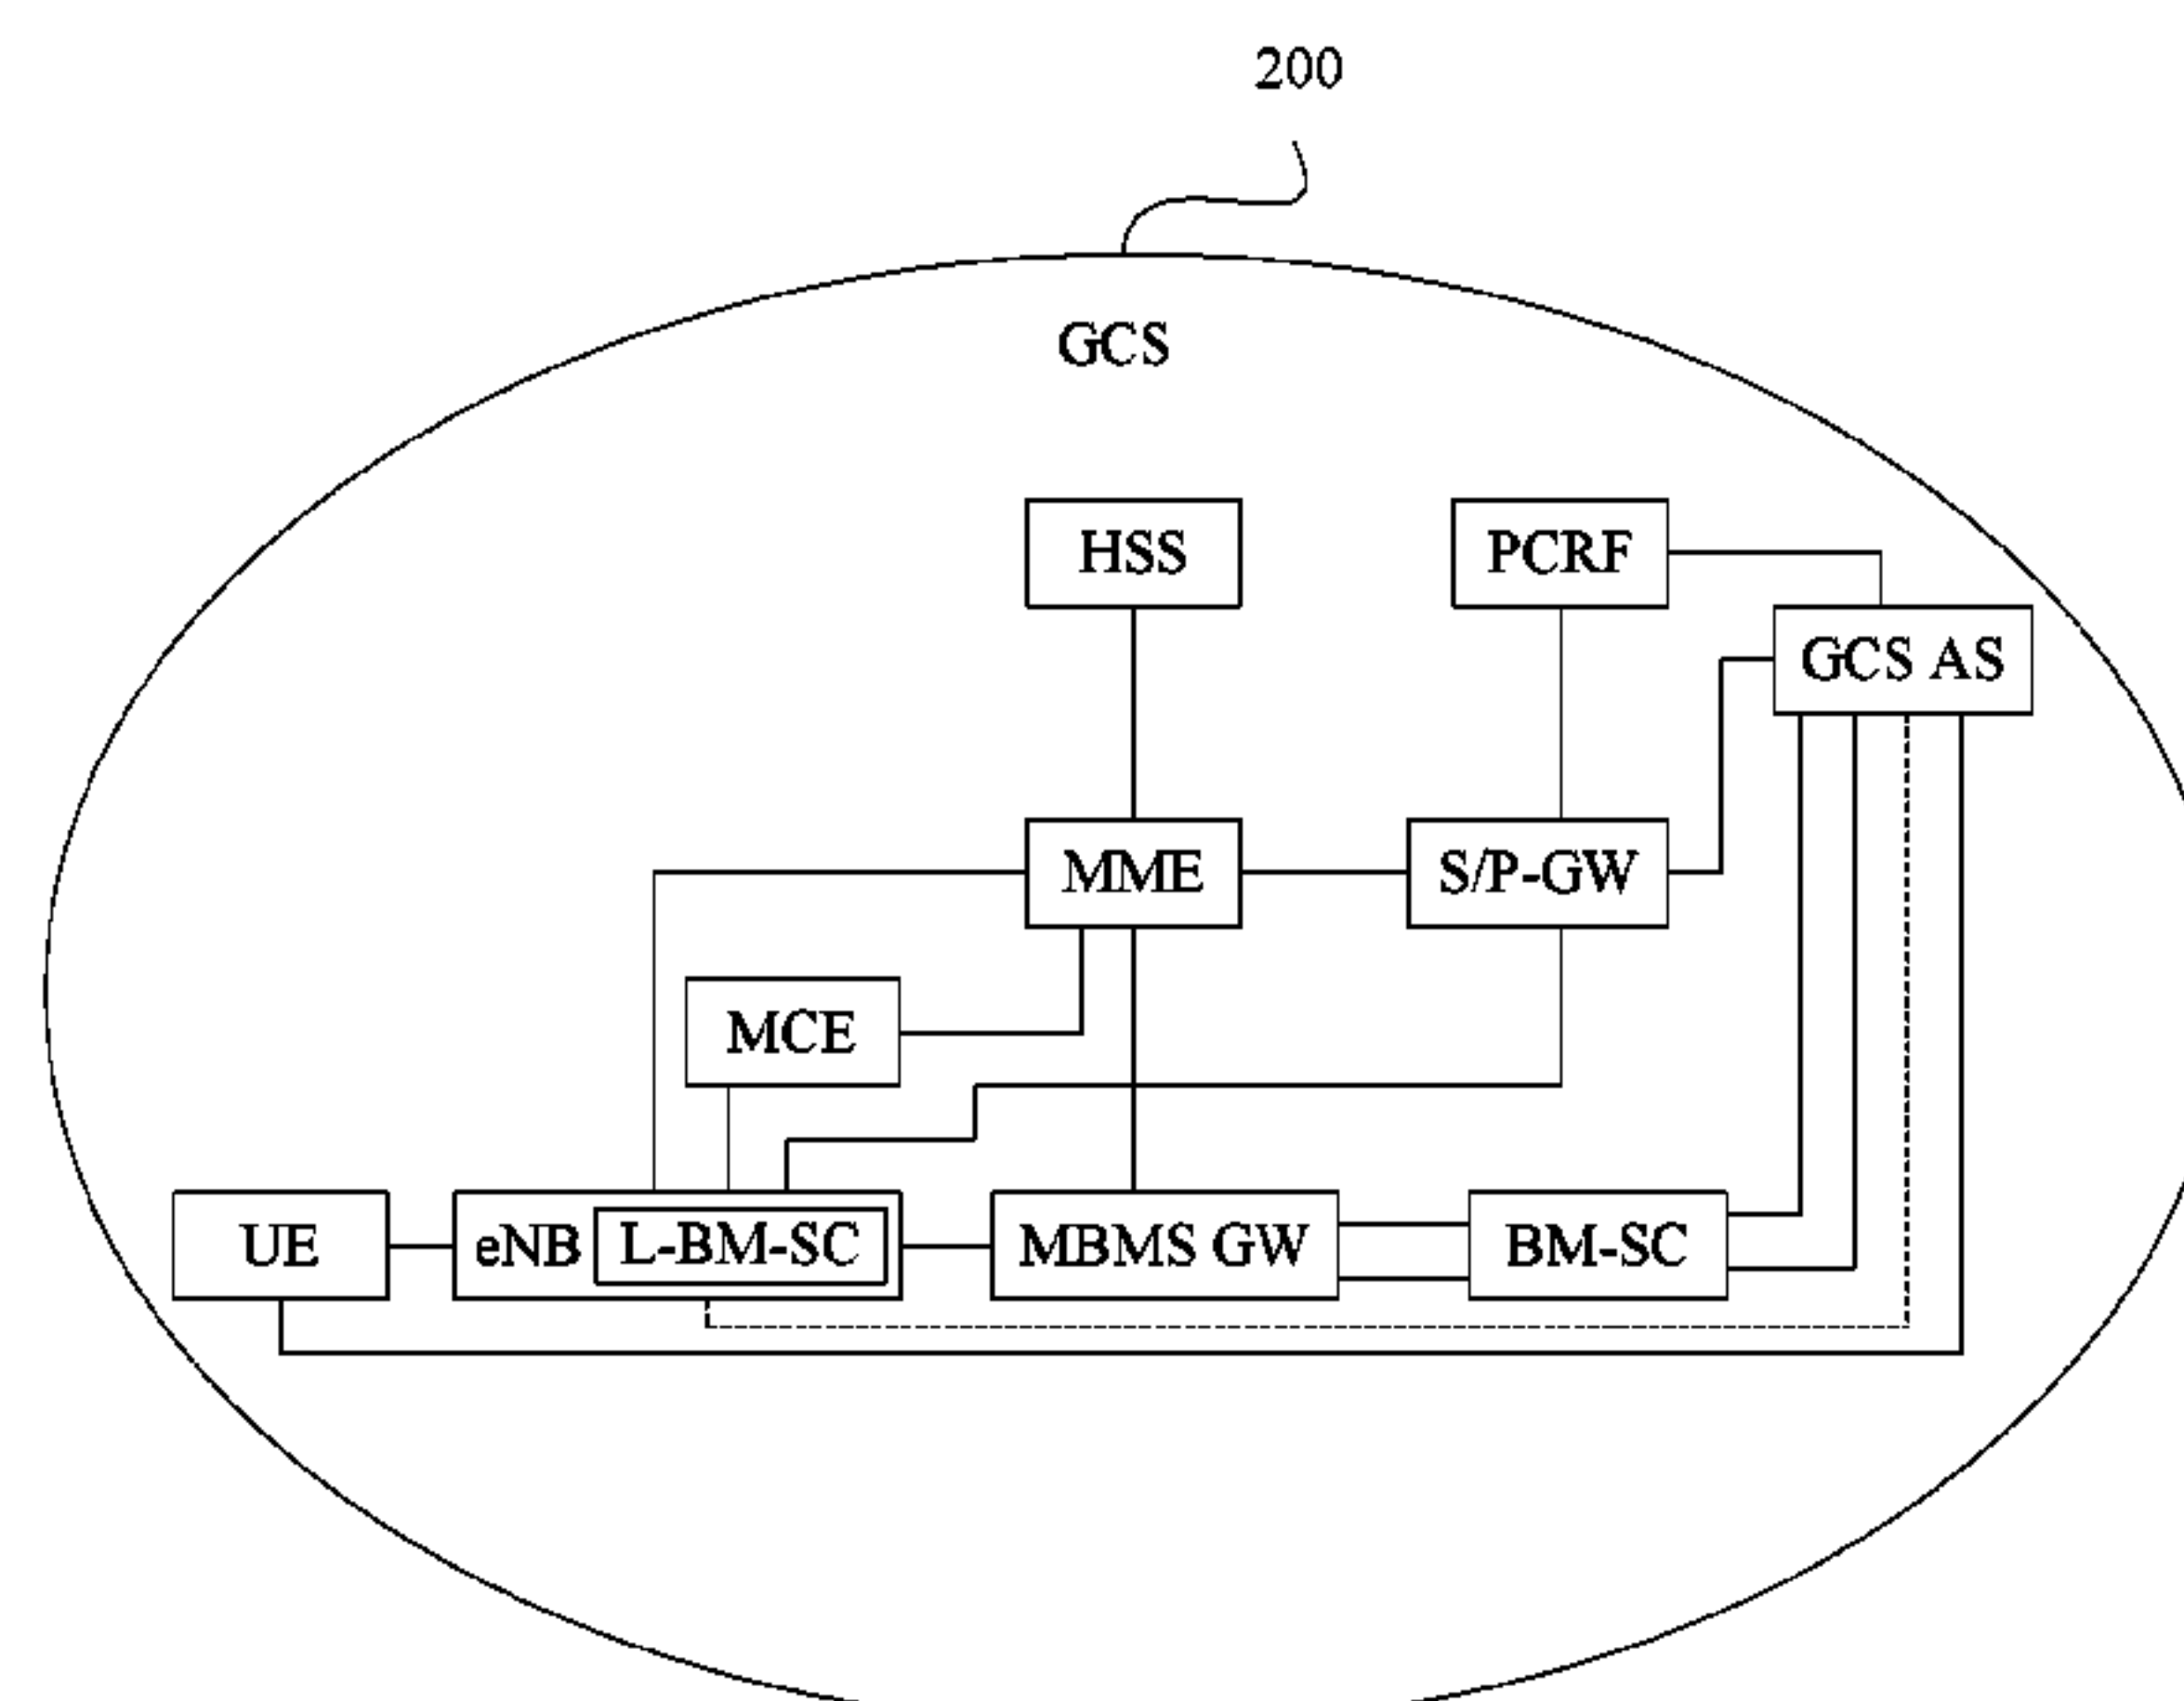 200
GCS
HSS
PCRF
GCS AS
MME
S/P-GW
MCE
UE
eNB
L-BM-SC
MBMS GW
BM-SC